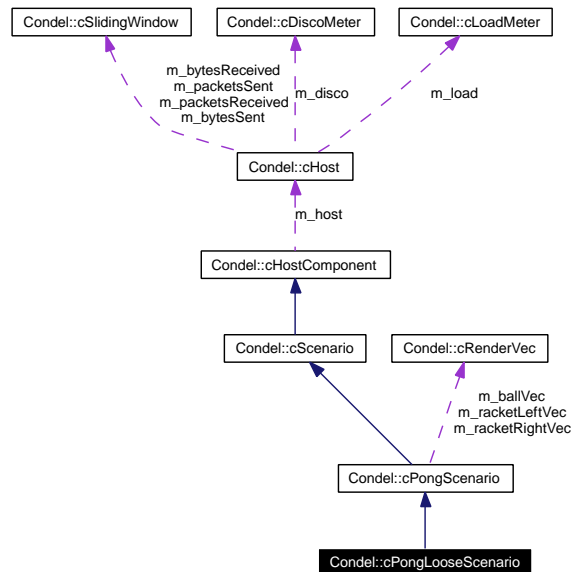 Condel::cSlidingWindow
Condel::cDiscoMeter
Condel::cLoadMeter
m_bytesReceived
m_packetsSent
m_packetsReceived
m_bytesSent
m_disco
m_load
Condel::cHost
m_host
Condel::cHostComponent
Condel::cScenario
Condel::cRenderVec
m_ballVec
m_racketLeftVec
m_racketRightVec
Condel::cPongScenario
Condel::cPongLooseScenario